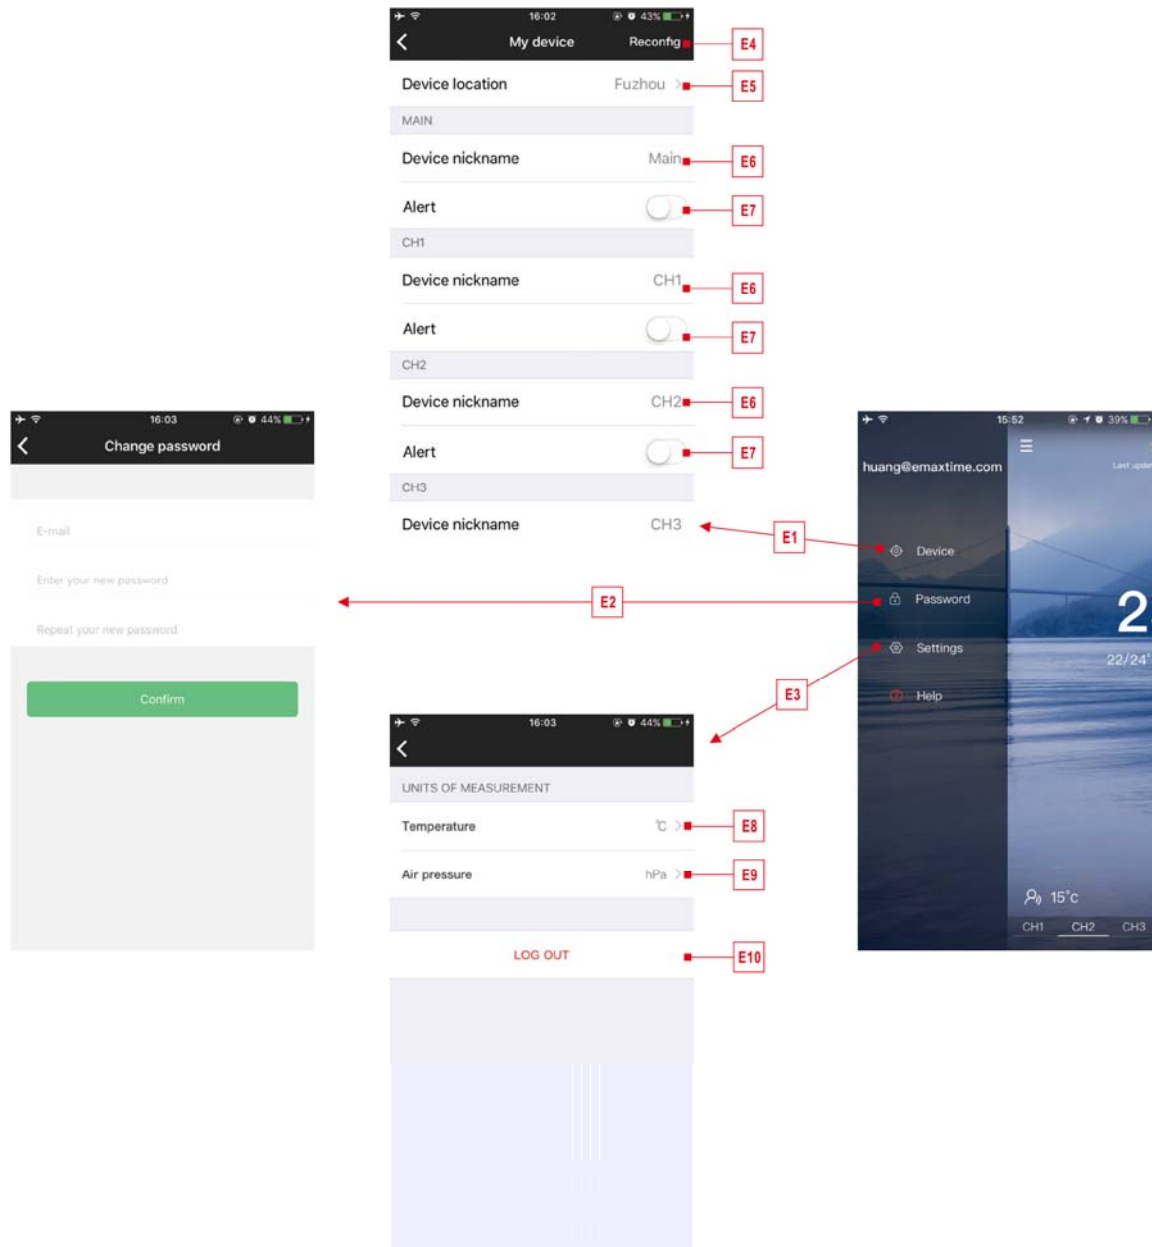 16:02 43%
My device Reconfig E4
Device location Fuzhou E5
MAIN
Device nickname Main E6
Alert E7
CH1
Device nickname CH1 E6
Alert E7
CH2
Device nickname CH2 E6
Alert E7
CH3
Device nickname CH3
E1
16:03 44%
Change password
E-mail
Enter your new password
Repeat your new password
Confirm
E2
15:52 39%
huang@emaxtime.com
Device
Password
Settings
Help
2
22/24°
15°c
CH1 CH2 CH3
E3
16:03 44%
UNITS OF MEASUREMENT
Temperature °C E8
Air pressure hPa E9
LOG OUT E10